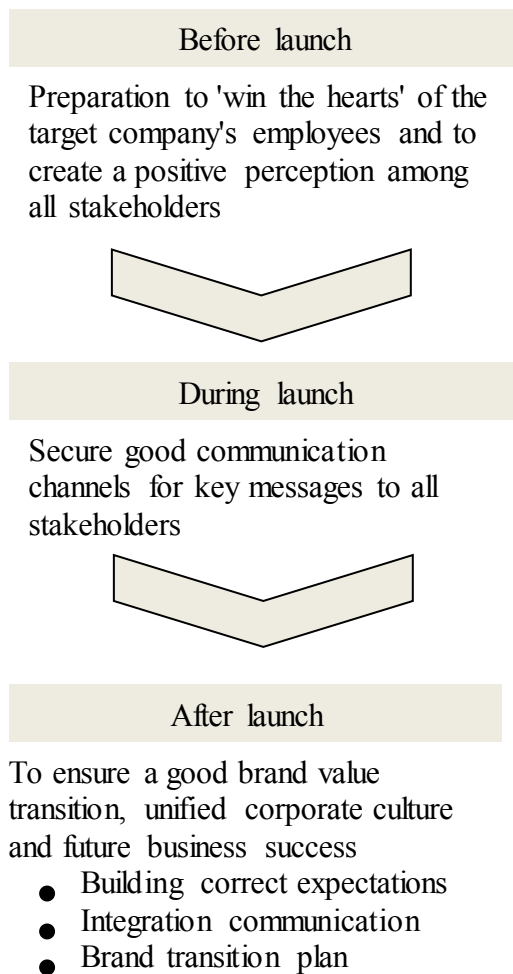 Before launch
Preparation to 'win the hearts' of the
target company's employees and to
create a positive perception among
all stakeholders
During launch
Secure good communication
channels for key messages to all
stakeholders
After launch
To ensure a good brand value
transition, unified corporate culture
and future business success
● Building correct expectations
● Integration communication
● Brand transition plan